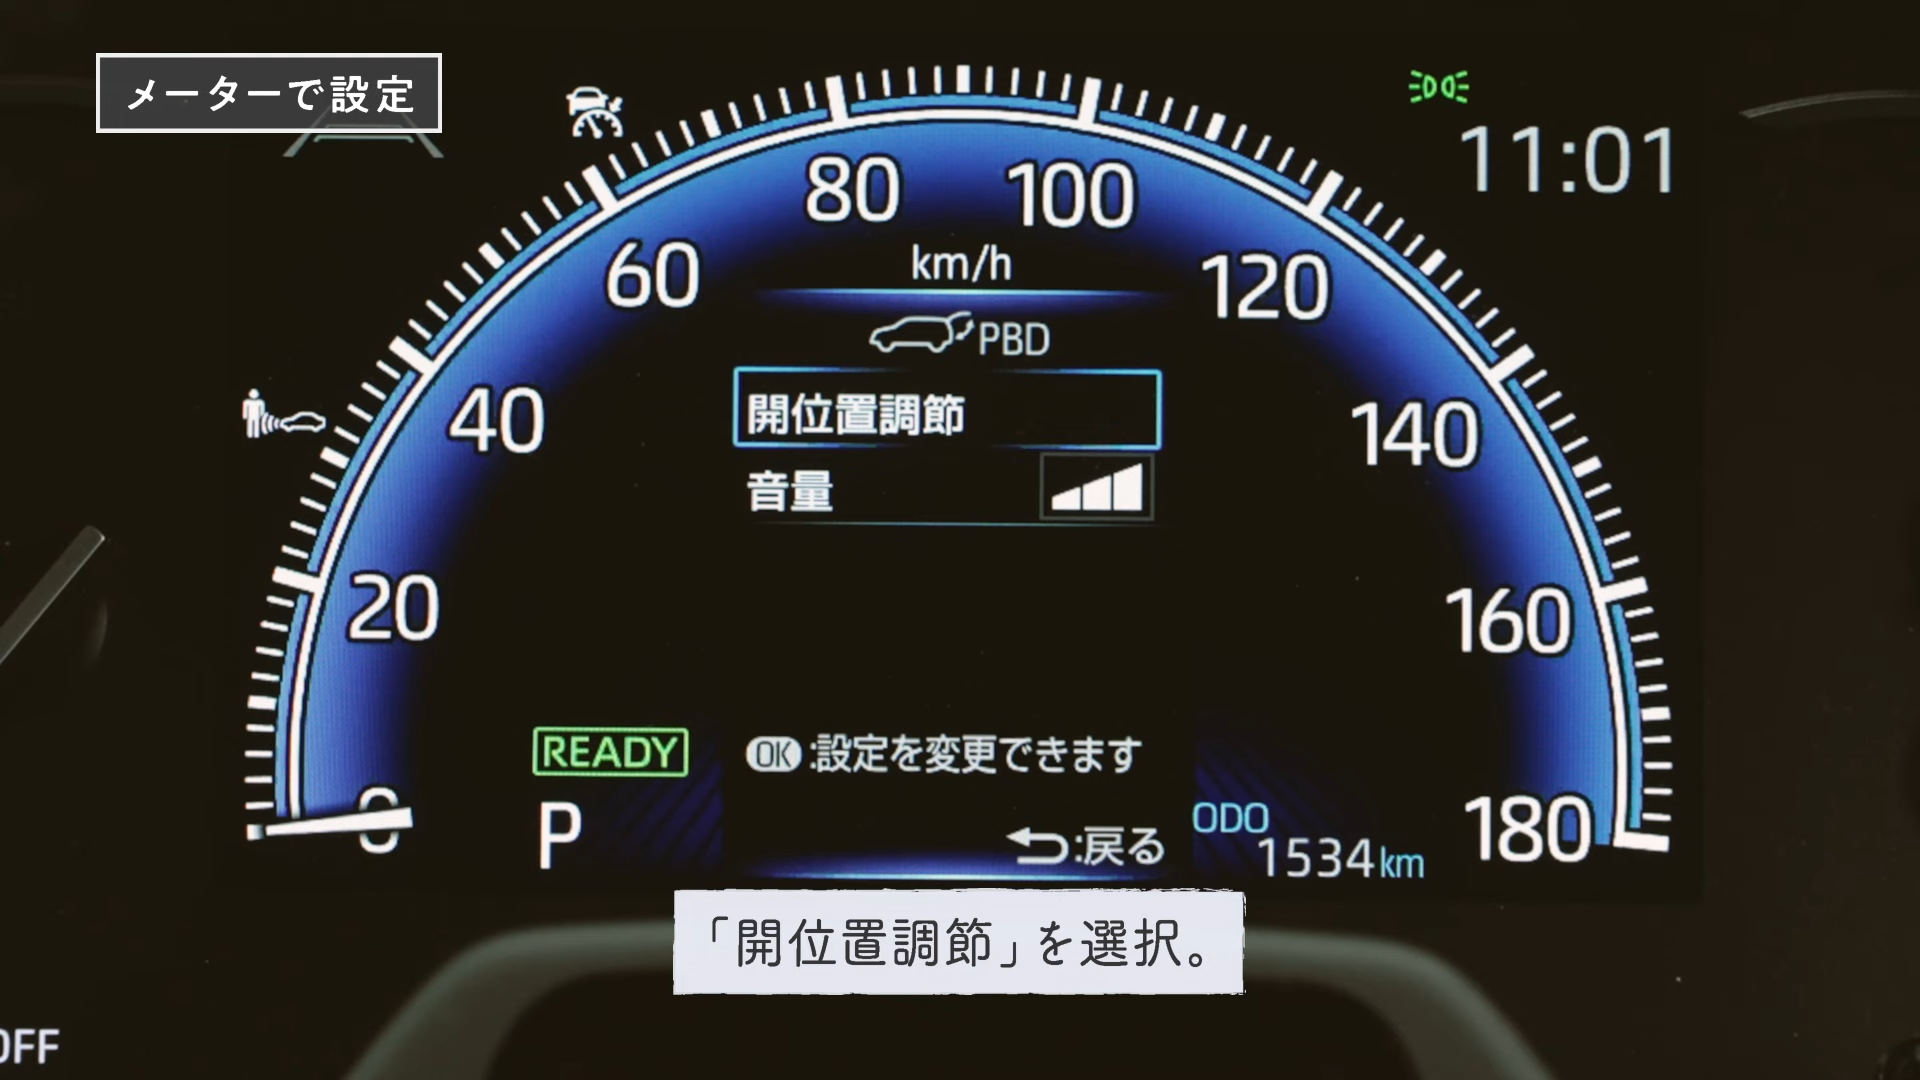 メーターで設定
11:01
80
100
km/h
60
120
PBD
開位置調節
40
140
音量
20
160
READY
OK:設定を変更できます
P
:戻る
ODO
1534km
0
180
「開位置調節」を選択。
OFF